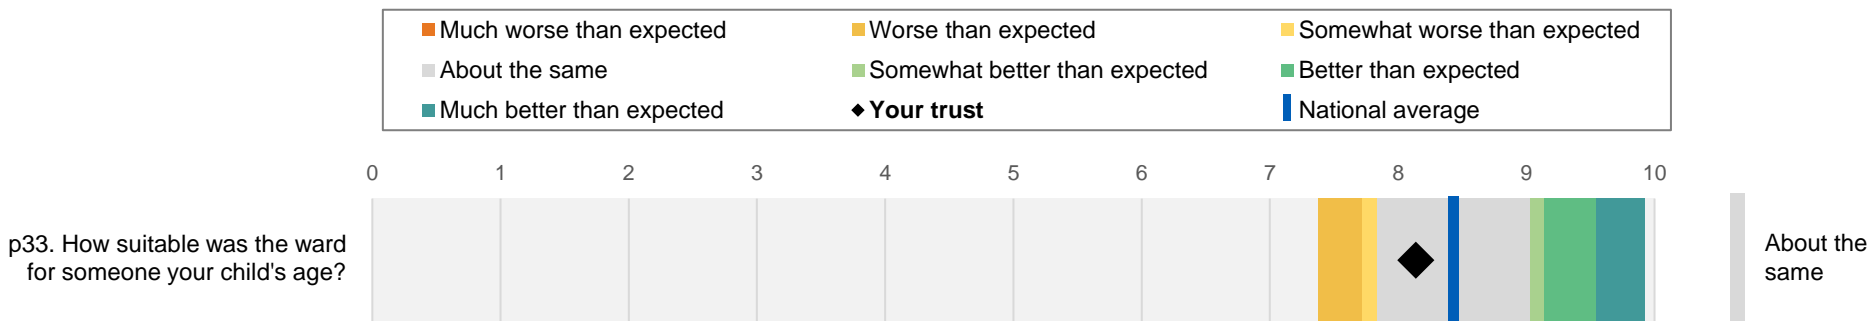 Much worse than expected
Worse than expected
Somewhat worse than expected
About the same
Somewhat better than expected
Better than expected
Much better than expected
Your trust
National average
0 1 2 3 4 5 6 7 8 9 10
p33. How suitable was the ward
for someone your child's age?
About the
same